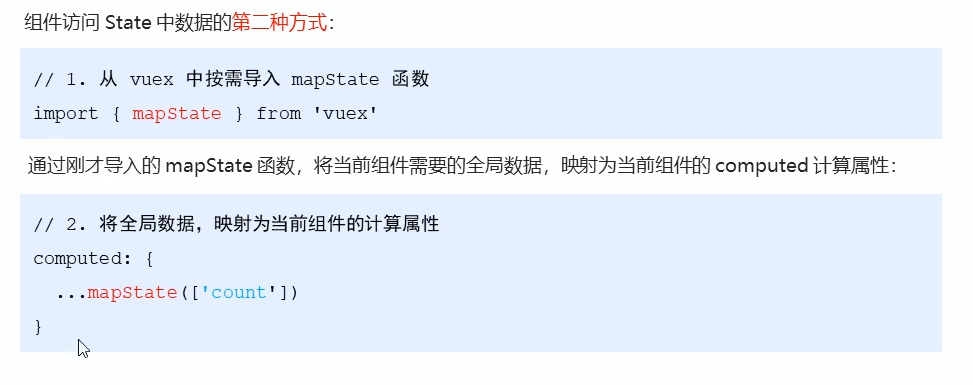 组件访问 State 中数据的第二种方式：
// 1. 从 vuex 中按需导入 mapState 函数
import { mapState } from 'vuex'
通过刚才导入的 mapState 函数，将当前组件需要的全局数据，映射为当前组件的 computed 计算属性：
// 2. 将全局数据，映射为当前组件的计算属性
computed: {
  ...mapState(['count'])
}